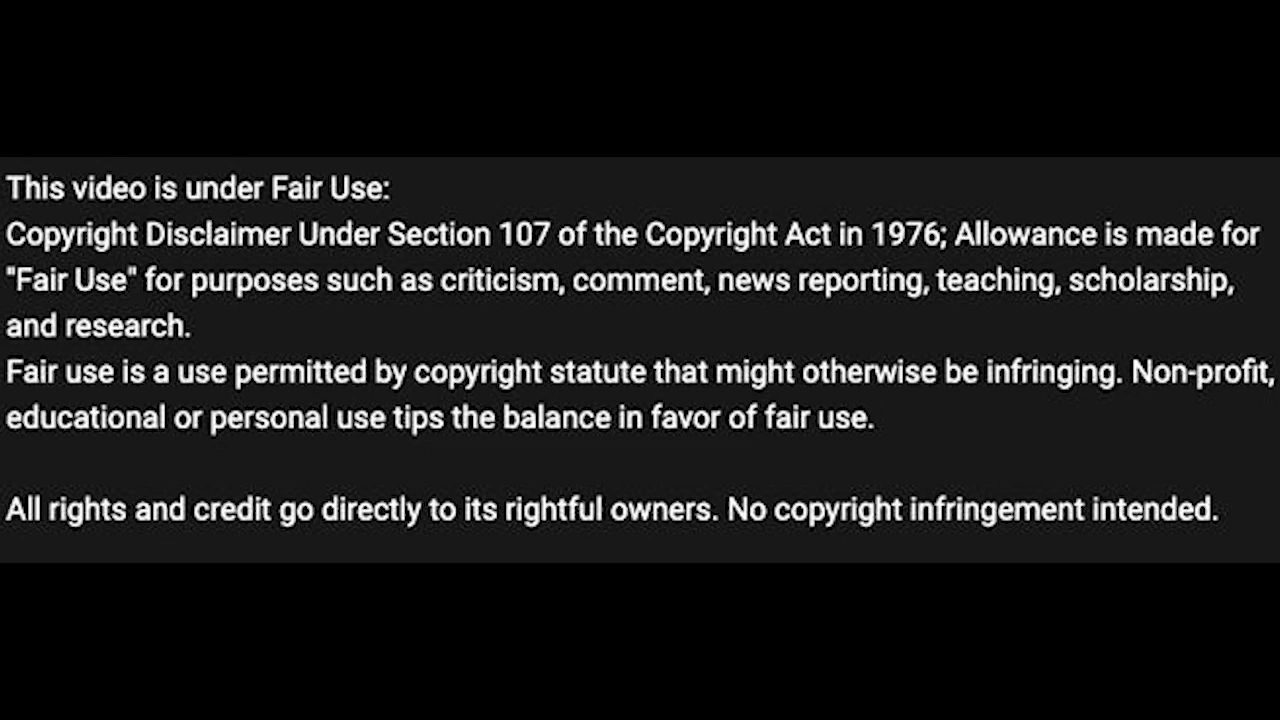 This video is under Fair Use:
Copyright Disclaimer Under Section 107 of the Copyright Act in 1976; Allowance is made for
"Fair Use" for purposes such as criticism, comment, news reporting, teaching, scholarship,
and research.
Fair use is a use permitted by copyright statute that might otherwise be infringing. Non-profit,
educational or personal use tips the balance in favor of fair use.
All rights and credit go directly to its rightful owners. No copyright infringement intended.